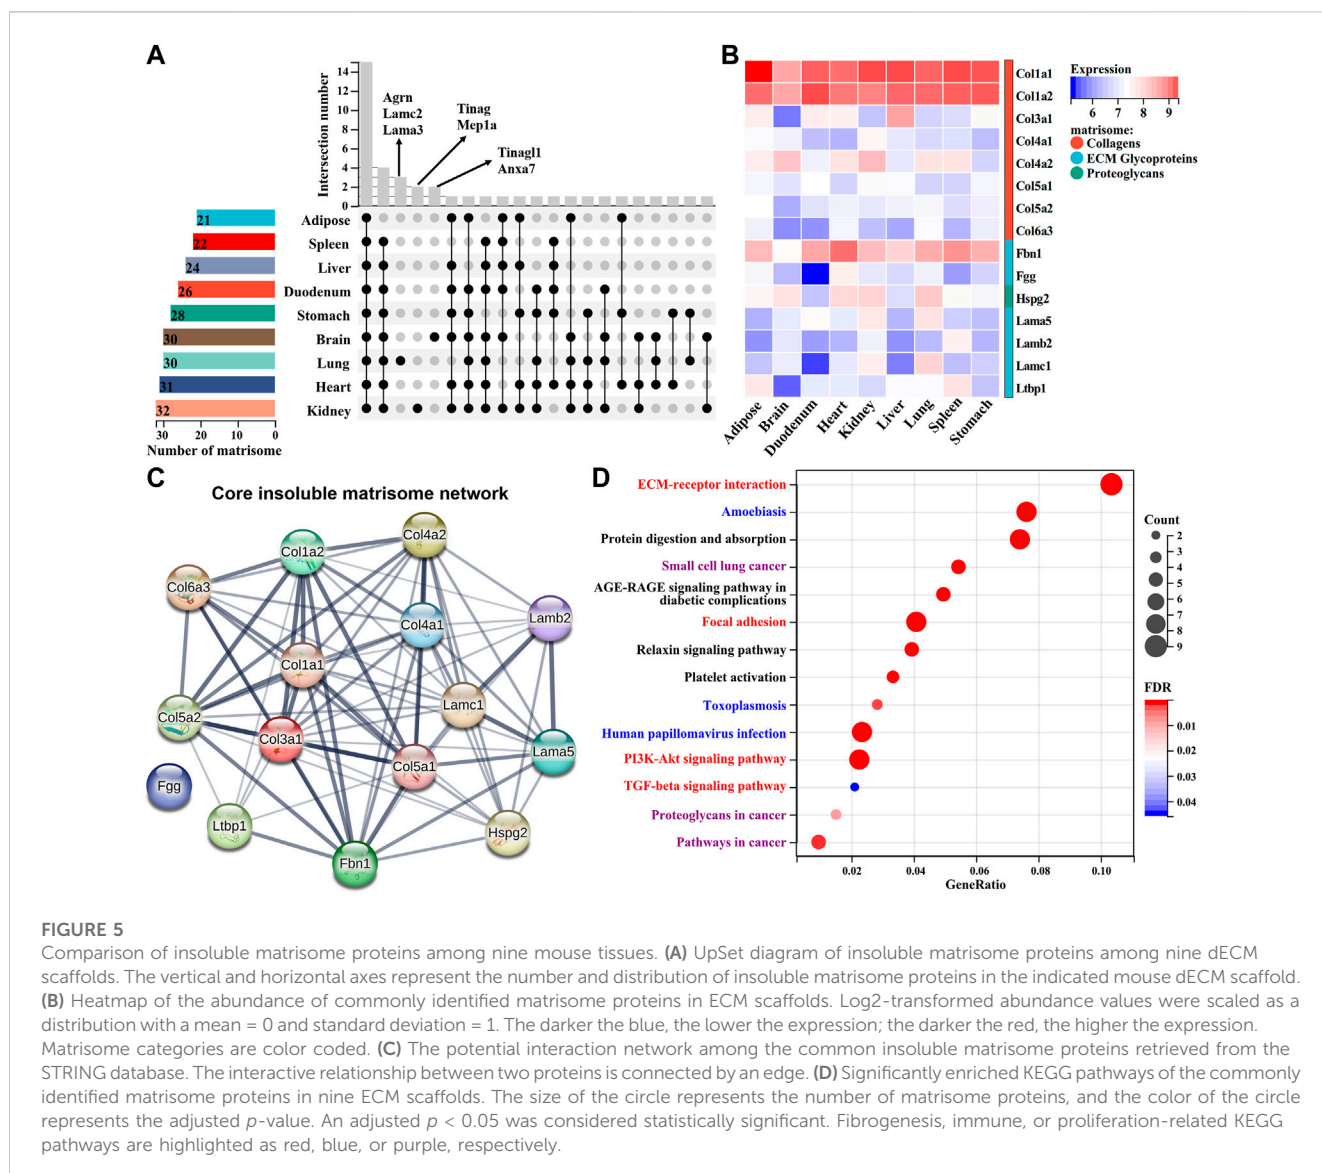 A
Intersection number
14
12
10
8
6
4
2
0
Agrn
Lamc2
Lama3
Tinag
Mep1a
Tinagl1
Anxa7
21
22
24
26
28
30
30
31
32
Adipose
Spleen
Liver
Duodenum
Stomach
Brain
Lung
Heart
Kidney
30 20 10 0
Number of matrisome
B
Col1a1
Col1a2
Col3a1
Col4a1
Col4a2
Col5a1
Col5a2
Col6a3
Fbn1
Fgg
Hspg2
Lama5
Lamb2
Lamc1
Ltbp1
Adipose
Brain
Duodenum
Heart
Kidney
Liver
Lung
Spleen
Stomach
Expression
6 7 8 9
matrisome:
Collagens
ECM Glycoproteins
Proteoglycans
C
Core insoluble matrisome network
Col4a2
Col1a2
Col6a3
Col4a1
Lamb2
Col1a1
Lamc1
Col5a2
Col3a1
Lama5
Col5a1
Fgg
Ltbp1
Hspg2
Fbn1
D
ECM-receptor interaction
Amoebiasis
Protein digestion and absorption
Small cell lung cancer
AGE-RAGE signaling pathway in
diabetic complications
Focal adhesion
Relaxin signaling pathway
Platelet activation
Toxoplasmosis
Human papillomavirus infection
PI3K-Akt signaling pathway
TGF-beta signaling pathway
Proteoglycans in cancer
Pathways in cancer
0.02 0.04 0.06 0.08 0.10
GeneRatio
Count
2
3
4
5
6
7
8
9
FDR
0.01
0.02
0.03
0.04
FIGURE 5
Comparison of insoluble matrisome proteins among nine mouse tissues. (A) UpSet diagram of insoluble matrisome proteins among nine dECM
scaffolds. The vertical and horizontal axes represent the number and distribution of insoluble matrisome proteins in the indicated mouse dECM scaffold.
(B) Heatmap of the abundance of commonly identified matrisome proteins in ECM scaffolds. Log2-transformed abundance values were scaled as a
distribution with a mean = 0 and standard deviation = 1. The darker the blue, the lower the expression; the darker the red, the higher the expression.
Matrisome categories are color coded. (C) The potential interaction network among the common insoluble matrisome proteins retrieved from the
STRING database. The interactive relationship between two proteins is connected by an edge. (D) Significantly enriched KEGG pathways of the commonly
identified matrisome proteins in nine ECM scaffolds. The size of the circle represents the number of matrisome proteins, and the color of the circle
represents the adjusted p-value. An adjusted p < 0.05 was considered statistically significant. Fibrogenesis, immune, or proliferation-related KEGG
pathways are highlighted as red, blue, or purple, respectively.